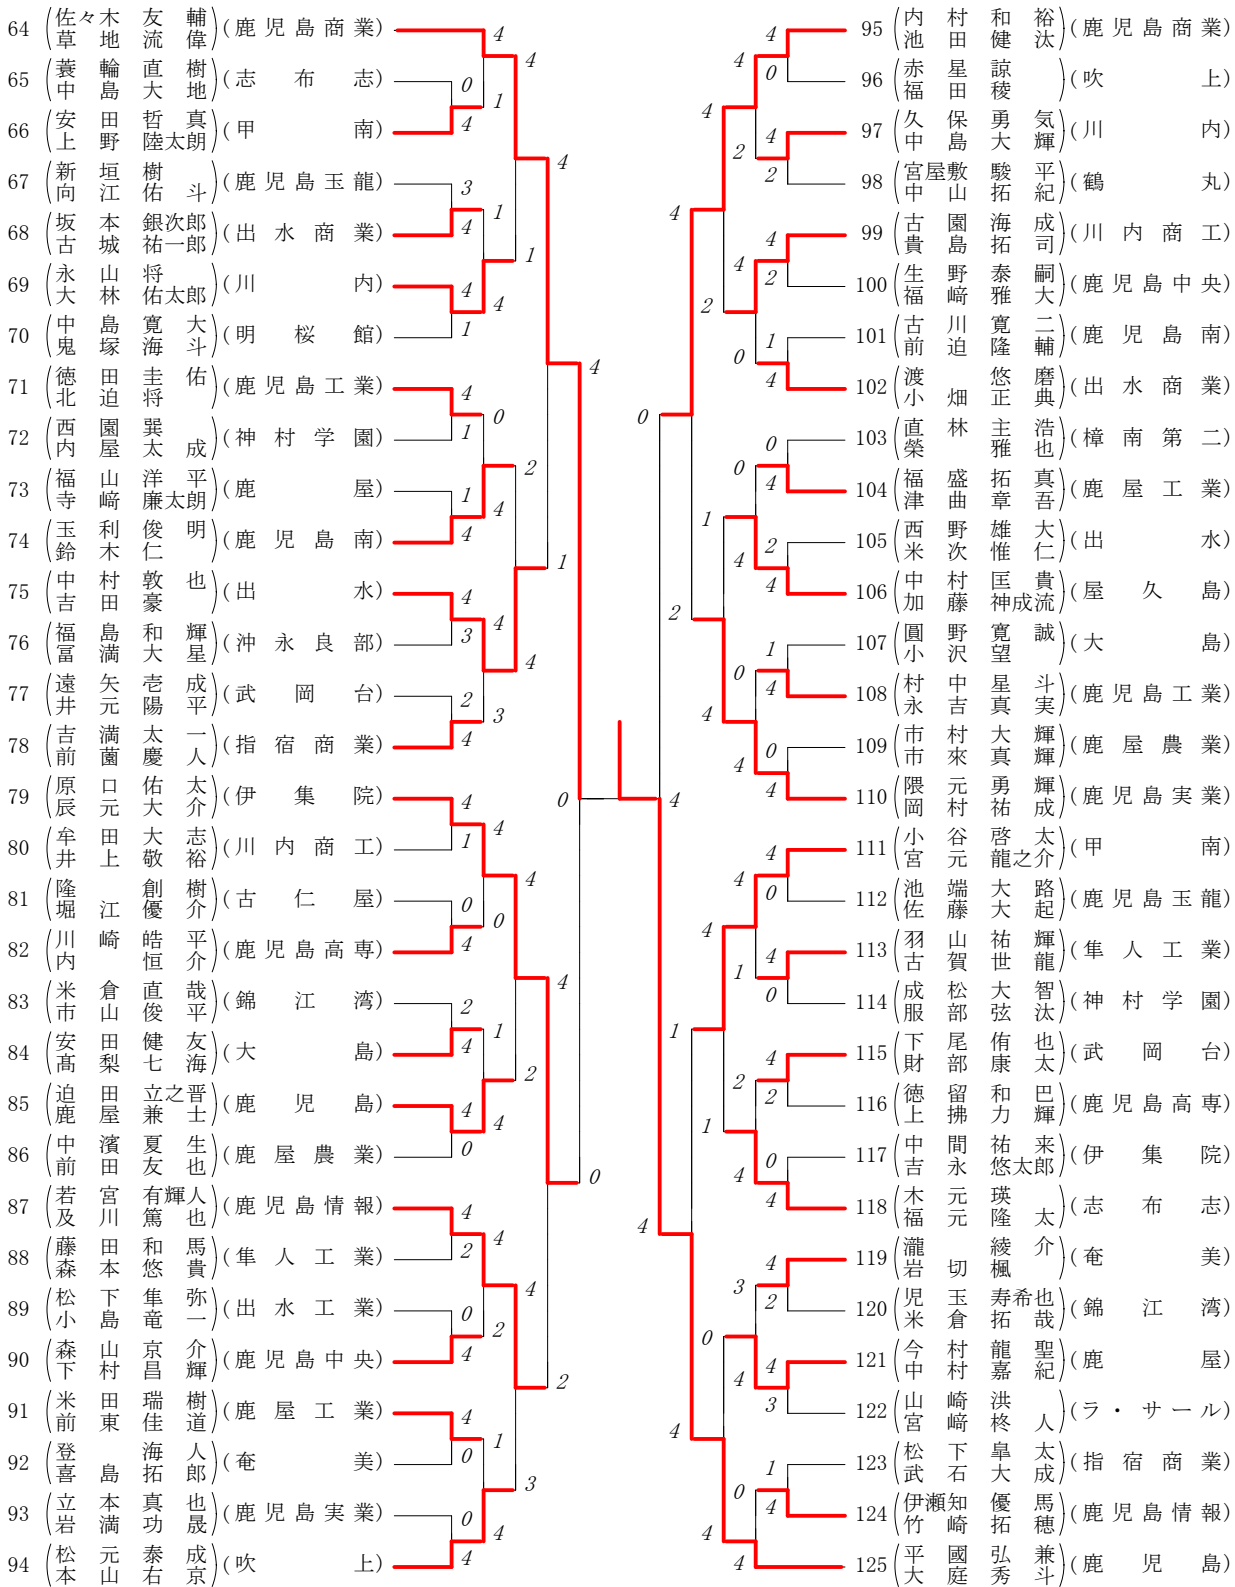 64 (佐々木 友輔 草地流偉) (鹿児島商業)
65 (蓑輪直樹 中島大地) (志布志)
66 (安田哲真 上野陸太朗) (甲南)
67 (新垣樹 向江佑斗) (鹿児島玉龍)
68 (坂本銀次郎 古城祐一郎) (出水商業)
69 (永山将 大林佑太郎) (川内)
70 (中島寛大 鬼塚海斗) (明桜館)
71 (徳田圭佑 北迫将) (鹿児島工業)
72 (西園巽 内屋太成) (神村学園)
73 (福山洋平 寺﨑廉太朗) (鹿屋)
74 (玉利俊明 鈴木仁) (鹿児島南)
75 (中村敦也 吉田豪) (出水)
76 (福島和輝 冨満大星) (沖永良部)
77 (遠矢壱成 井元陽平) (武岡台)
78 (吉満太一 前薗慶人) (指宿商業)
79 (原口佑太 辰元大介) (伊集院)
80 (牟田大志 井上敬裕) (川内商工)
81 (隆創樹 堀江優介) (古仁屋)
82 (川崎皓平 内恒介) (鹿児島高専)
83 (米倉直哉 市山俊平) (錦江湾)
84 (安田健友 髙梨七海) (大島)
85 (迫田立之晋 鹿屋兼士) (鹿児島)
86 (中濱夏生 前田友也) (鹿屋農業)
87 (若宮有輝人 及川篤也) (鹿児島情報)
88 (藤田和馬 森本悠貴) (隼人工業)
89 (松下隼弥 小島竜一) (出水工業)
90 (森山京介 下村昌輝) (鹿児島中央)
91 (米田瑞樹 前東佳道) (鹿屋工業)
92 (登海人 喜島拓郎) (奄美)
93 (立本真也 岩満功晟) (鹿児島実業)
94 (松元泰成 本山右京) (吹上)
95 (内村和裕 池田健汰) (鹿児島商業)
96 (赤星諒 福田稜) (吹上)
97 (久保勇気 中島大輝) (川内)
98 (宮屋敷駿平 中山拓紀) (鶴丸)
99 (古園海成 貴島拓司) (川内商工)
100 (生野泰嗣 福﨑雅大) (鹿児島中央)
101 (古川寛二 前迫隆輔) (鹿児島南)
102 (渡悠磨 小畑正典) (出水商業)
103 (直林主浩 榮雅也) (樟南第二)
104 (福盛拓真 津曲章吾) (鹿屋工業)
105 (西野雄大 米次惟仁) (出水)
106 (中村匡貴 加藤神成流) (屋久島)
107 (圓野寛誠 小沢望) (大島)
108 (村中星斗 永吉真実) (鹿児島工業)
109 (市村大輝 市來真輝) (鹿屋農業)
110 (隈元勇輝 岡村祐成) (鹿児島実業)
111 (小谷啓太 宮元龍之介) (甲南)
112 (池端大路 佐藤大起) (鹿児島玉龍)
113 (羽山祐輝 古賀世龍) (隼人工業)
114 (成松大智 服部弦汰) (神村学園)
115 (下尾侑也 財部康太) (武岡台)
116 (徳留和巴 上拂力輝) (鹿児島高専)
117 (中間祐来 吉永悠太郎) (伊集院)
118 (木元瑛 福元隆太) (志布志)
119 (瀧綾介 岩切楓) (奄美)
120 (児玉寿希也 米倉拓哉) (錦江湾)
121 (今村龍聖 中村嘉紀) (鹿屋)
122 (山崎洪 宮﨑柊人) (ラ・サール)
123 (松下皐太 武石大成) (指宿商業)
124 (伊瀬知優馬 竹崎拓穂) (鹿児島情報)
125 (平國弘兼 大庭秀斗) (鹿児島)